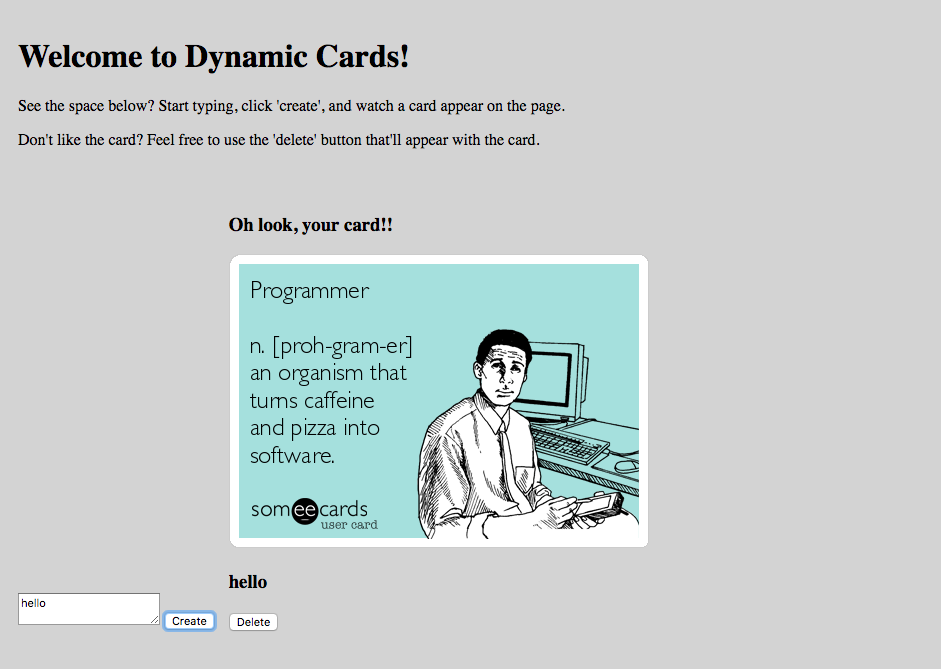 Welcome to Dynamic Cards!
See the space below? Start typing, click 'create', and watch a card appear on the page.
Don't like the card? Feel free to use the 'delete' button that'll appear with the card.
Oh look, your card!!
Programmer
n. [proh-gram-er]
an organism that
turns caffeine
and pizza into
software.
someecards
user card
hello
hello
Create
Delete